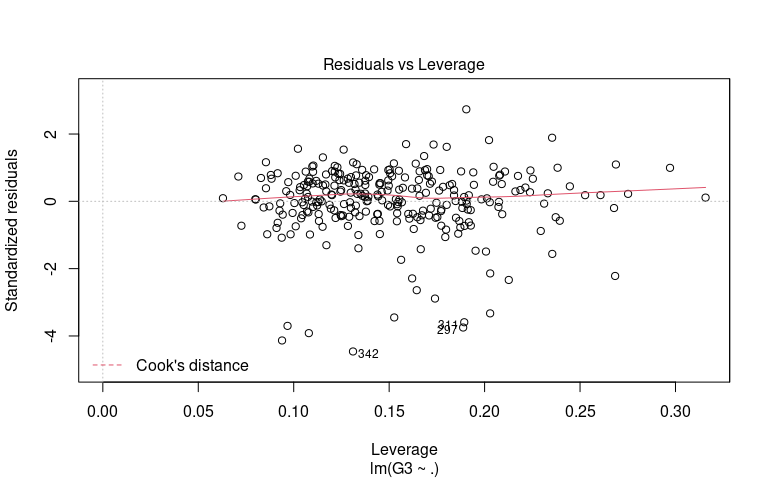 Residuals vs Leverage
Standardized residuals
2
0
-2
-4
311
297
342
Cook's distance
0.00 0.05 0.10 0.15 0.20 0.25 0.30
Leverage
lm(G3 ~ .)